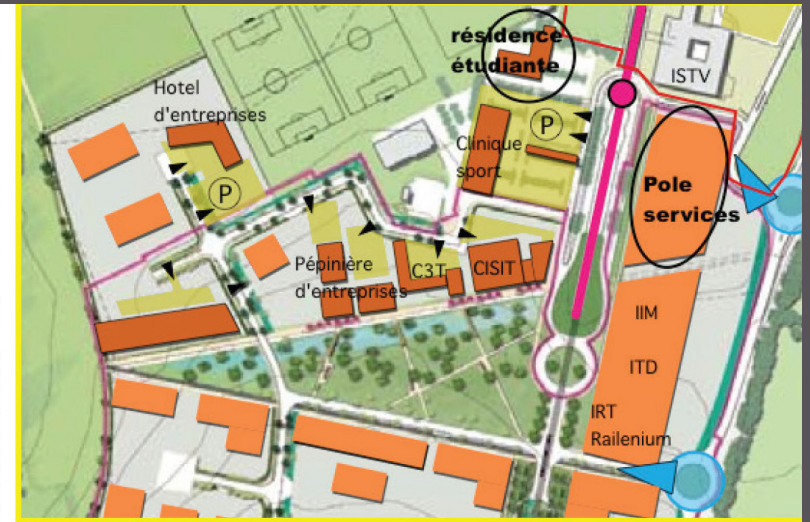 résidence
étudiante
ISTV
Hotel
d'entreprises
P
Clinique
sport
P
Pole
services
Pépinière
d'entreprises
C3T
CISIT
IIM
ITD
IRT
Railenium